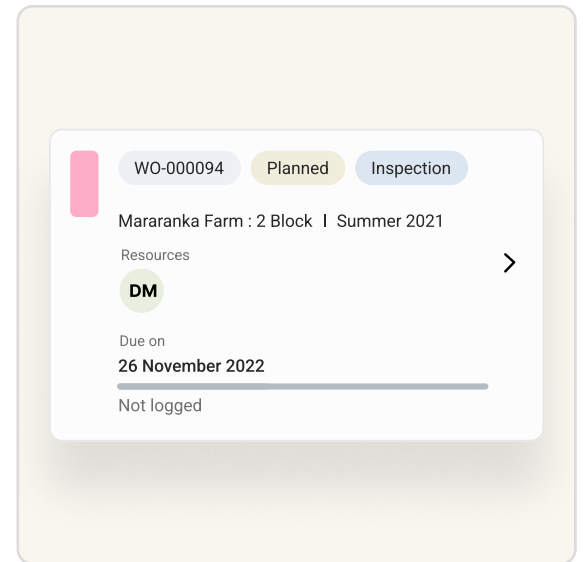 WO-000094 Planned Inspection
Mararanka Farm : 2 Block I Summer 2021
Resources
DM
Due on
26 November 2022
Not logged